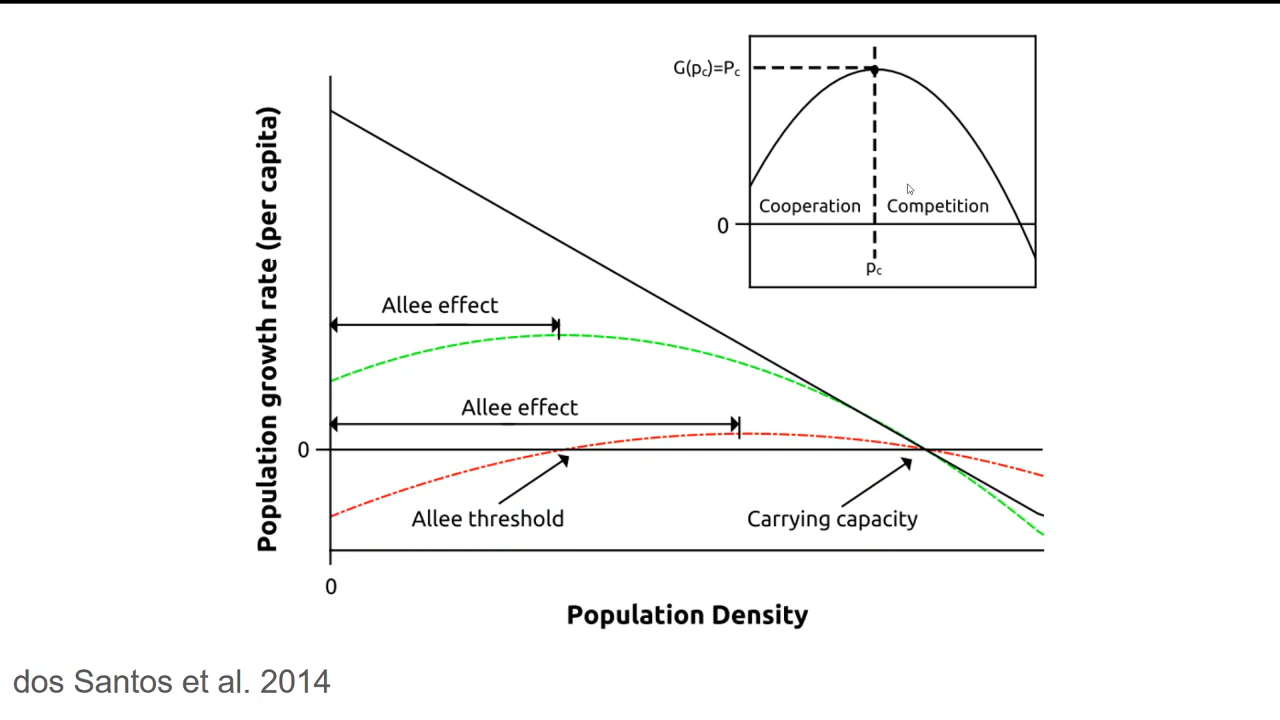 G(pc)=Pc
Cooperation
Competition
0
pc
Population growth rate (per capita)
Allee effect
Allee effect
0
Allee threshold
Carrying capacity
0
Population Density
dos Santos et al. 2014